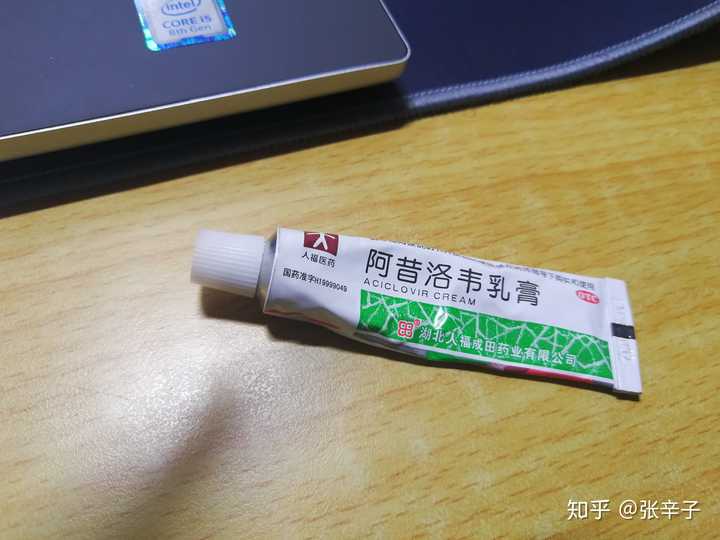 intel
CORE i5
8th Gen
人福医药
国药准字H19999049
阿昔洛韦乳膏
ACICLOVIR CREAM
OTC
湖北人福成田药业有限公司
知乎 @张辛子